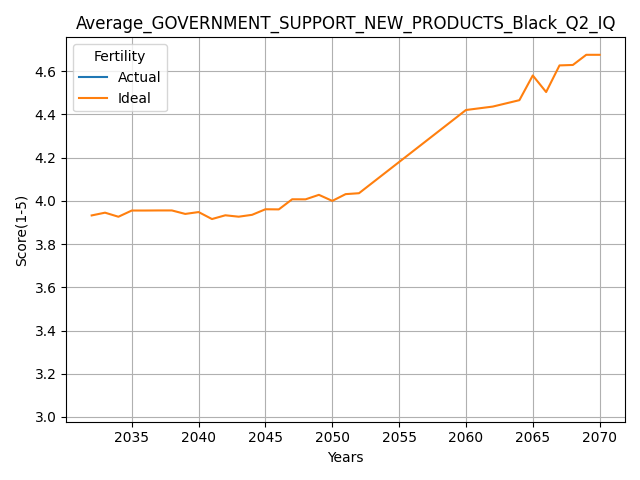 Average_GOVERNMENT_SUPPORT_NEW_PRODUCTS_Black_Q2_IQ
Fertility
Actual
Ideal
Score(1-5)
4.6
4.4
4.2
4.0
3.8
3.6
3.4
3.2
3.0
2035 2040 2045 2050 2055 2060 2065 2070
Years